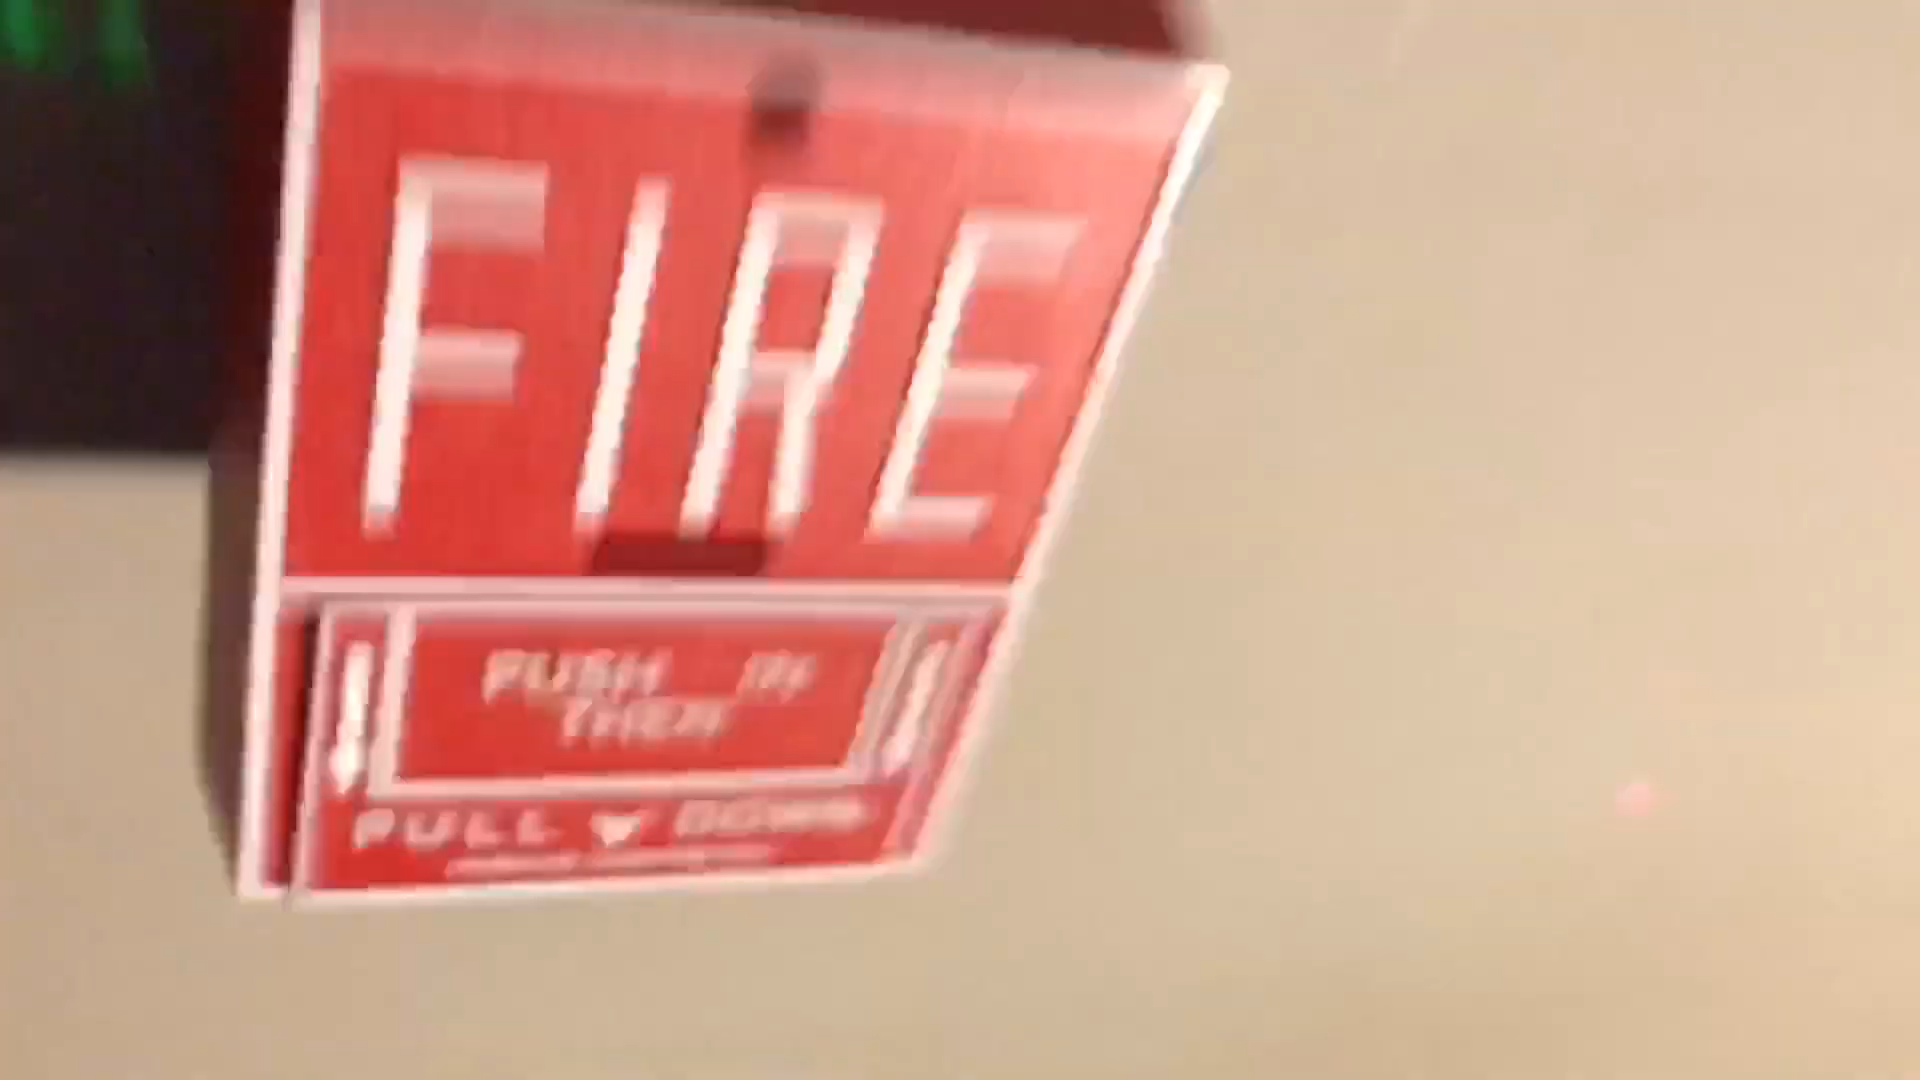 FIRE
PUSH IN
THEN
PULL DOWN